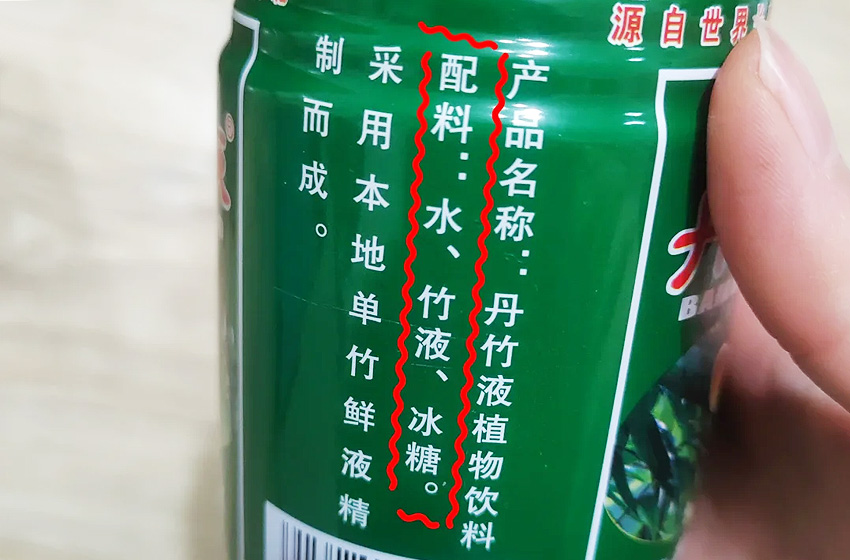 源自世界
产品名称：丹竹液植物饮料
配料：水、竹液、冰糖。
采用本地单竹鲜液精
制而成。